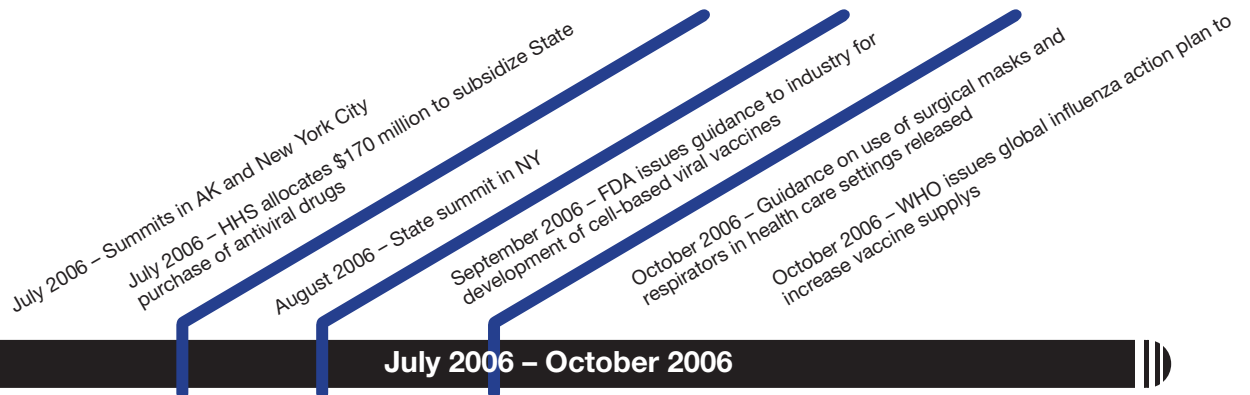 July 2006 – Summits in AK and New York City
July 2006 – HHS allocates $170 million to subsidize State
purchase of antiviral drugs
August 2006 – State summit in NY
September 2006 – FDA issues guidance to industry for
development of cell-based viral vaccines
October 2006 – Guidance on use of surgical masks and
respirators in health care settings released
October 2006 – WHO issues global influenza action plan to
increase vaccine supplys
July 2006 – October 2006